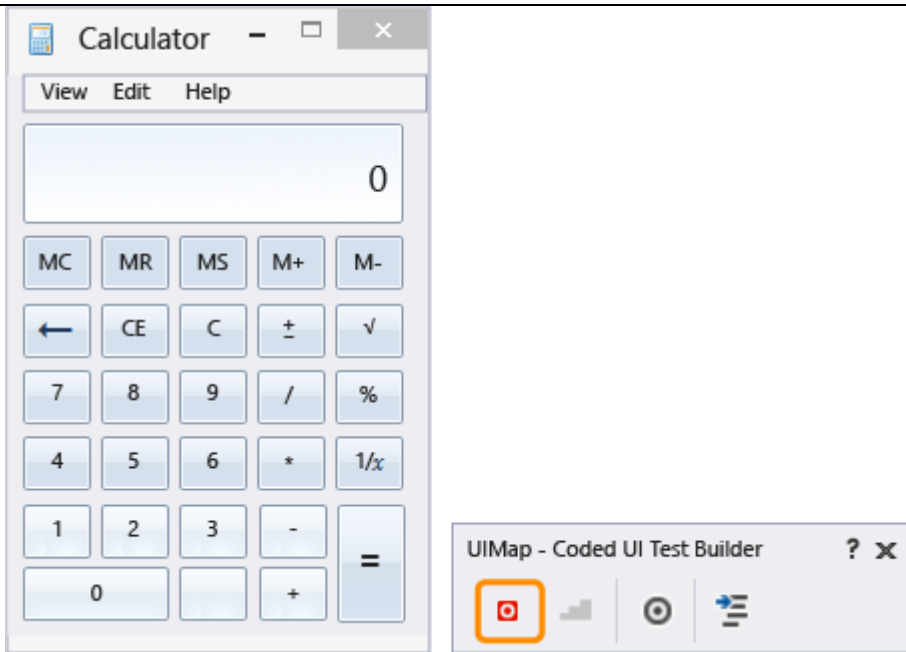 Calculator
View Edit Help
0
MC MR MS M+ M-
← CE C ± √
7 8 9 / %
4 5 6 * 1/x
1 2 3 - =
0 +
UIMap - Coded UI Test Builder ?